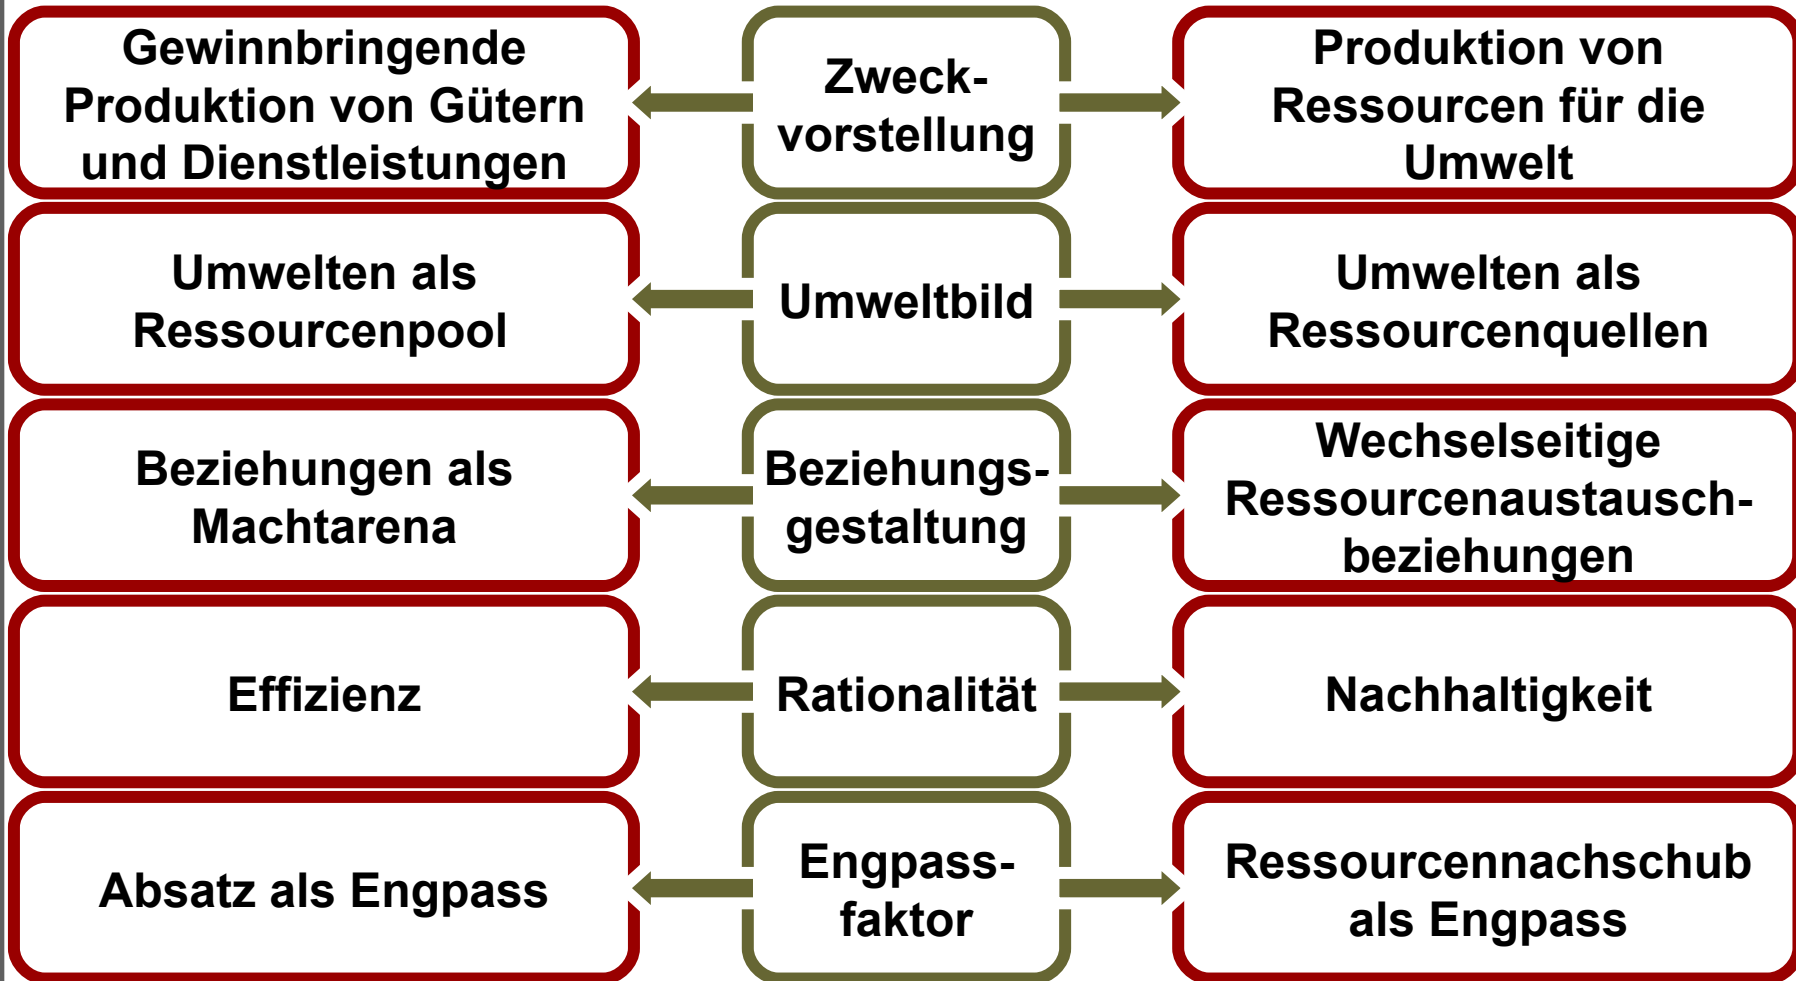 Gewinnbringende
Produktion von Gütern
und Dienstleistungen
Zweck-
vorstellung
Produktion von
Ressourcen für die
Umwelt
Umwelten als
Ressourcenpool
Umweltbild
Umwelten als
Ressourcenquellen
Beziehungen als
Machtarena
Beziehungs-
gestaltung
Wechselseitige
Ressourcenaustausch-
beziehungen
Effizienz
Rationalität
Nachhaltigkeit
Absatz als Engpass
Engpass-
faktor
Ressourcennachschub
als Engpass